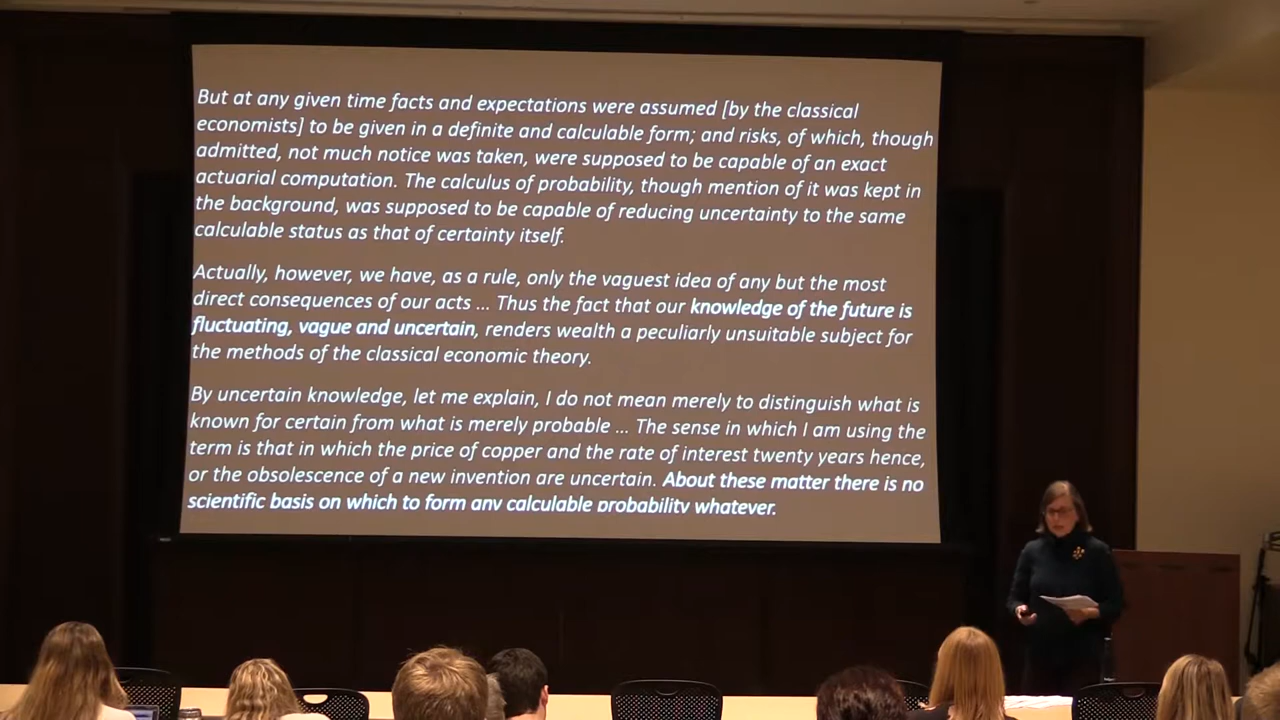 But at any given time facts and expectations were assumed [by the classical
economists] to be given in a definite and calculable form; and risks, of which, though
admitted, not much notice was taken, were supposed to be capable of an exact
actuarial computation. The calculus of probability, though mention of it was kept in
the background, was supposed to be capable of reducing uncertainty to the same
calculable status as that of certainty itself.
Actually, however, we have, as a rule, only the vaguest idea of any but the most
direct consequences of our acts ... Thus the fact that our knowledge of the future is
fluctuating, vague and uncertain, renders wealth a peculiarly unsuitable subject for
the methods of the classical economic theory.
By uncertain knowledge, let me explain, I do not mean merely to distinguish what is
known for certain from what is merely probable ... The sense in which I am using the
term is that in which the price of copper and the rate of interest twenty years hence,
or the obsolescence of a new invention are uncertain. About these matter there is no
scientific basis on which to form any calculable probability whatever.